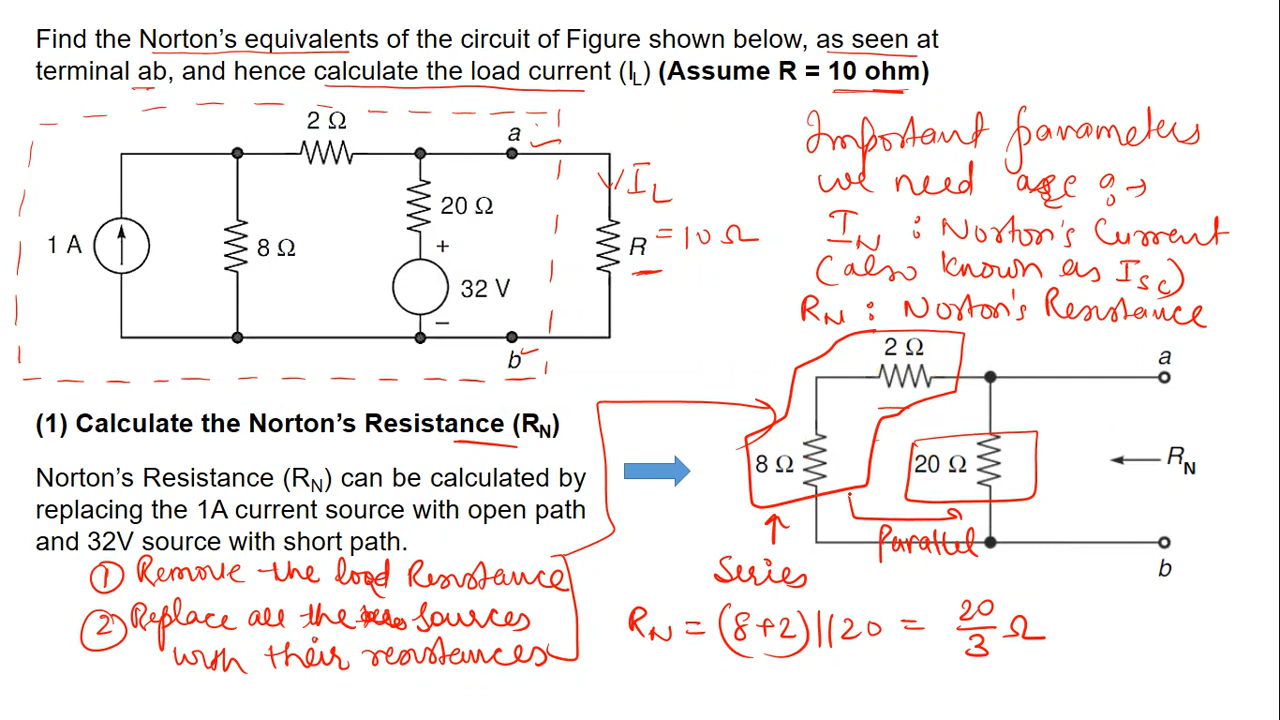 Find the Norton's equivalents of the circuit of Figure shown below, as seen at
terminal ab, and hence calculate the load current (IL) (Assume R = 10 ohm)
2 Ω
a
IL
20 Ω
1 A
8 Ω
+
R = 10 Ω
32 V
−
b
Important parameters
we need are :→
IN : Norton's Current
(also known as Isc)
RN : Norton's Resistance
(1) Calculate the Norton's Resistance (RN)
Norton's Resistance (RN) can be calculated by
replacing the 1A current source with open path
and 32V source with short path.
① Remove the load Resistance
② Replace all the sources
with their resistances
2 Ω
a
8 Ω
20 Ω
RN
Parallel
b
Series
RN = (8+2)||20 = 20/3 Ω